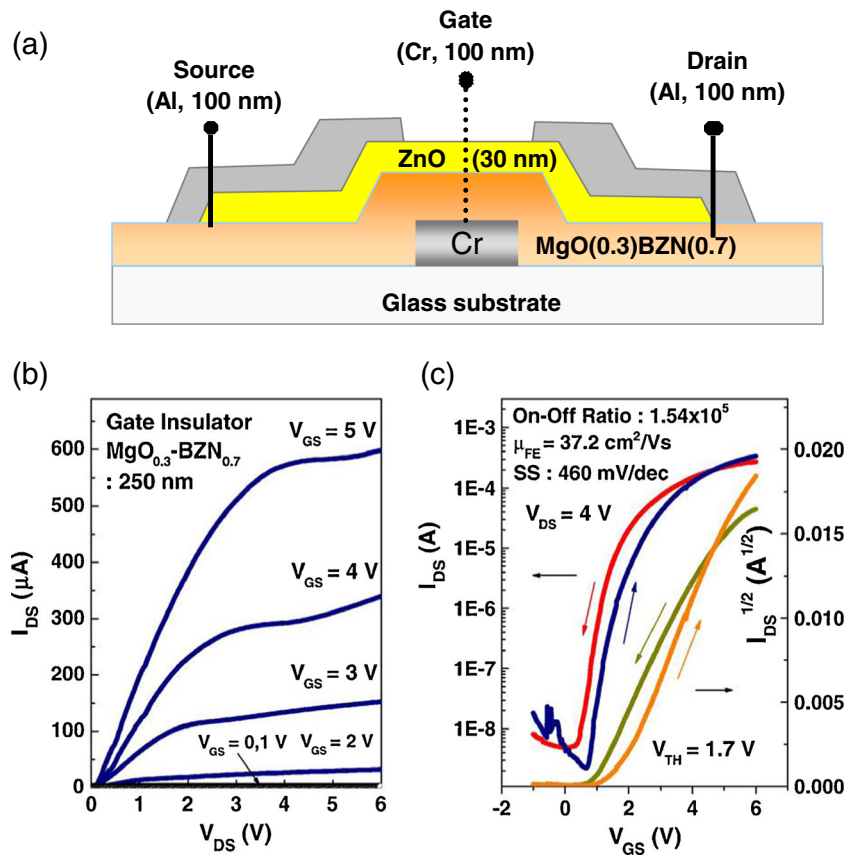 (a)
Gate
(Cr, 100 nm)
Source
(Al, 100 nm)
Drain
(Al, 100 nm)
ZnO (30 nm)
Cr
MgO(0.3)BZN(0.7)
Glass substrate
(b)
Gate Insulator
MgO0.3-BZN0.7
: 250 nm
VGS = 5 V
VGS = 4 V
VGS = 3 V
VGS = 0,1 V VGS = 2 V
600
500
400
300
200
100
0
0 1 2 3 4 5 6
IDS (µA)
VDS (V)
(c)
On-Off Ratio : 1.54x10^5
µFE = 37.2 cm²/Vs
SS : 460 mV/dec
VDS = 4 V
VTH = 1.7 V
1E-3
1E-4
1E-5
1E-6
1E-7
1E-8
IDS (A)
-2 0 2 4 6 8
VGS (V)
0.020
0.015
0.010
0.005
0.000
IDS^1/2 (A^1/2)